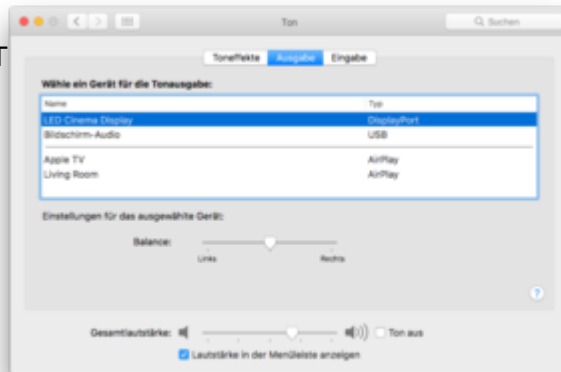 Ton
Suchen
Toneffekte Ausgabe Eingabe
Wähle ein Gerät für die Tonausgabe:
Name Typ
LED Cinema Display DisplayPort
Bildschirm-Audio USB
Apple TV AirPlay
Living Room AirPlay
Einstellungen für das ausgewählte Gerät:
Balance:
Links Rechts
?
Gesamtlautstärke: Ton aus
Lautstärke in der Menüleiste anzeigen